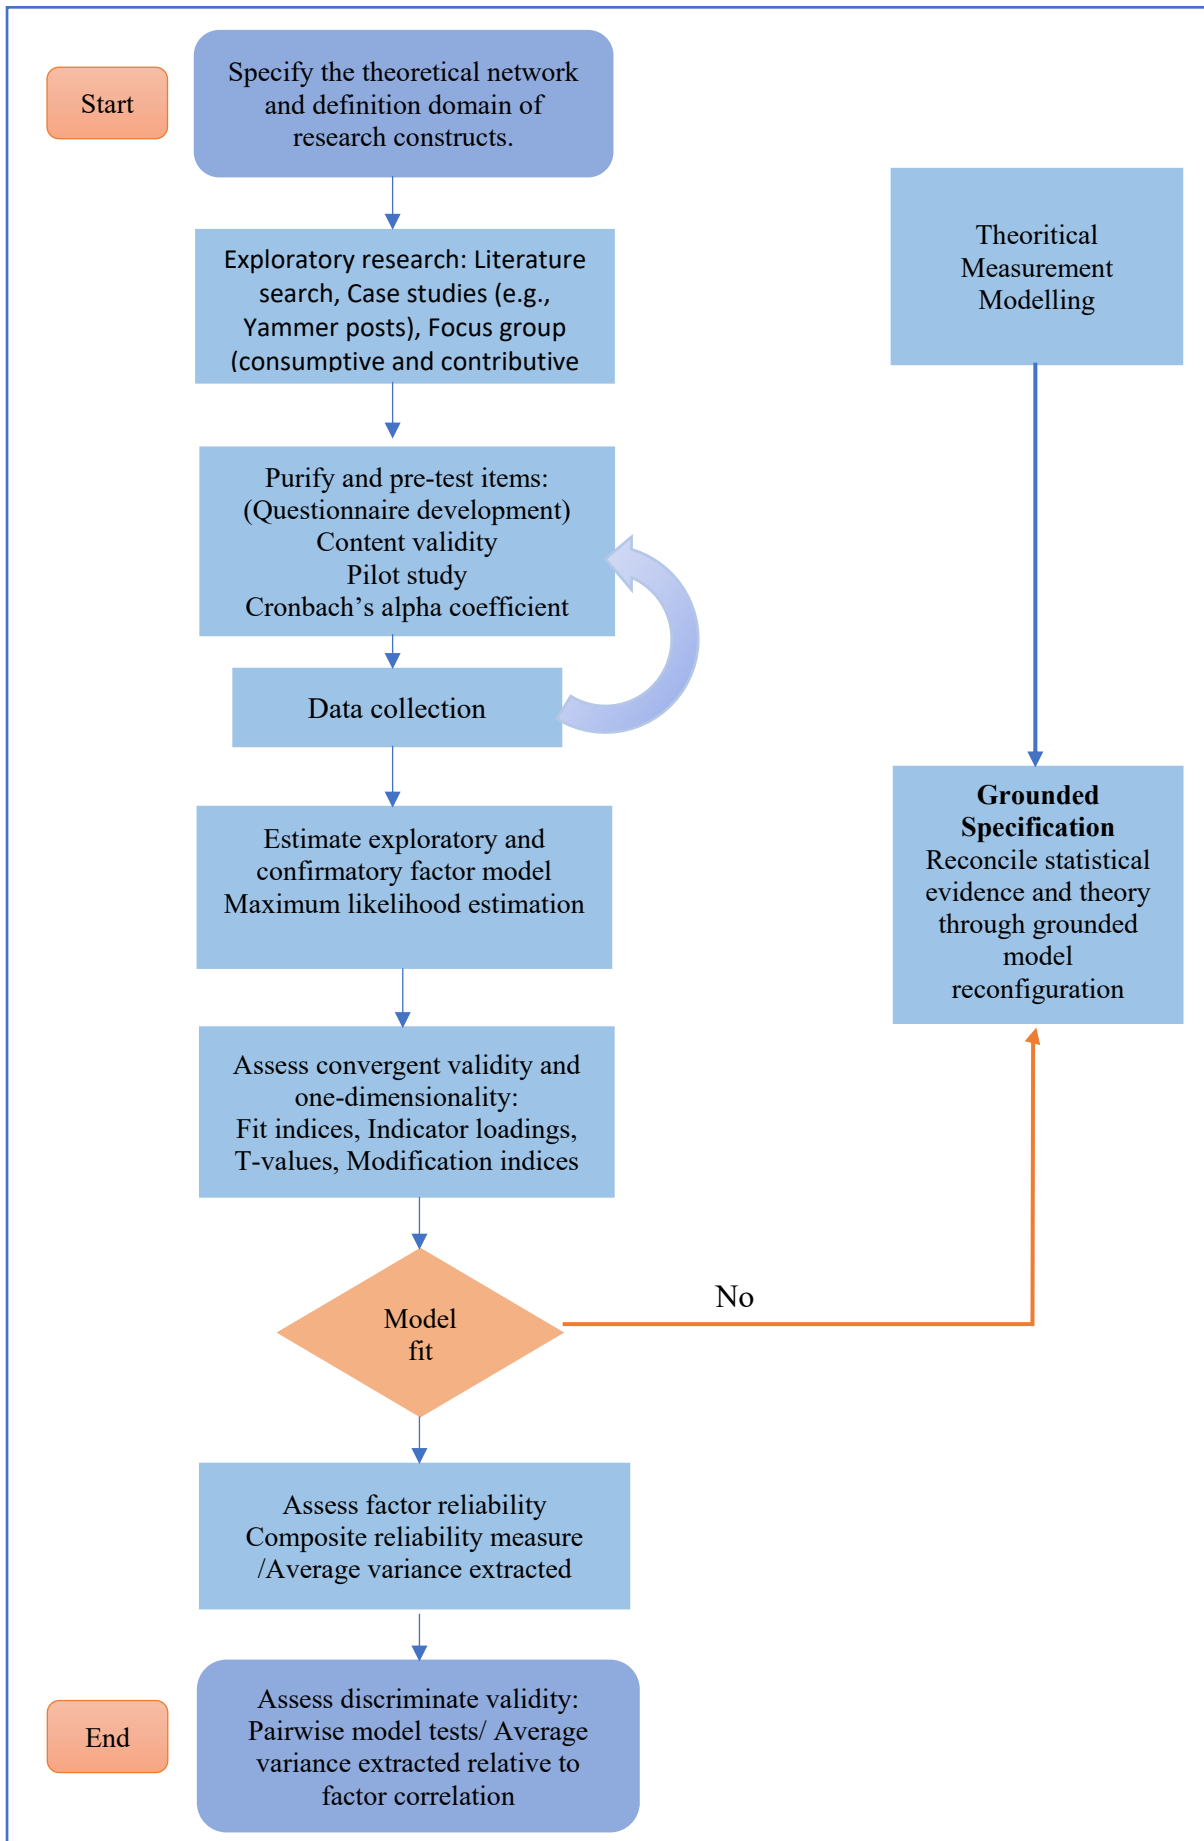 Start
Specify the theoretical network
and definition domain of
research constructs.
Exploratory research: Literature
search, Case studies (e.g.,
Yammer posts), Focus group
(consumptive and contributive
Purify and pre-test items:
(Questionnaire development)
Content validity
Pilot study
Cronbach’s alpha coefficient
Data collection
Estimate exploratory and
confirmatory factor model
Maximum likelihood estimation
Assess convergent validity and
one-dimensionality:
Fit indices, Indicator loadings,
T-values, Modification indices
Model
fit
No
Assess factor reliability
Composite reliability measure
/Average variance extracted
End
Assess discriminate validity:
Pairwise model tests/ Average
variance extracted relative to
factor correlation
Theoritical
Measurement
Modelling
Grounded
Specification
Reconcile statistical
evidence and theory
through grounded
model
reconfiguration